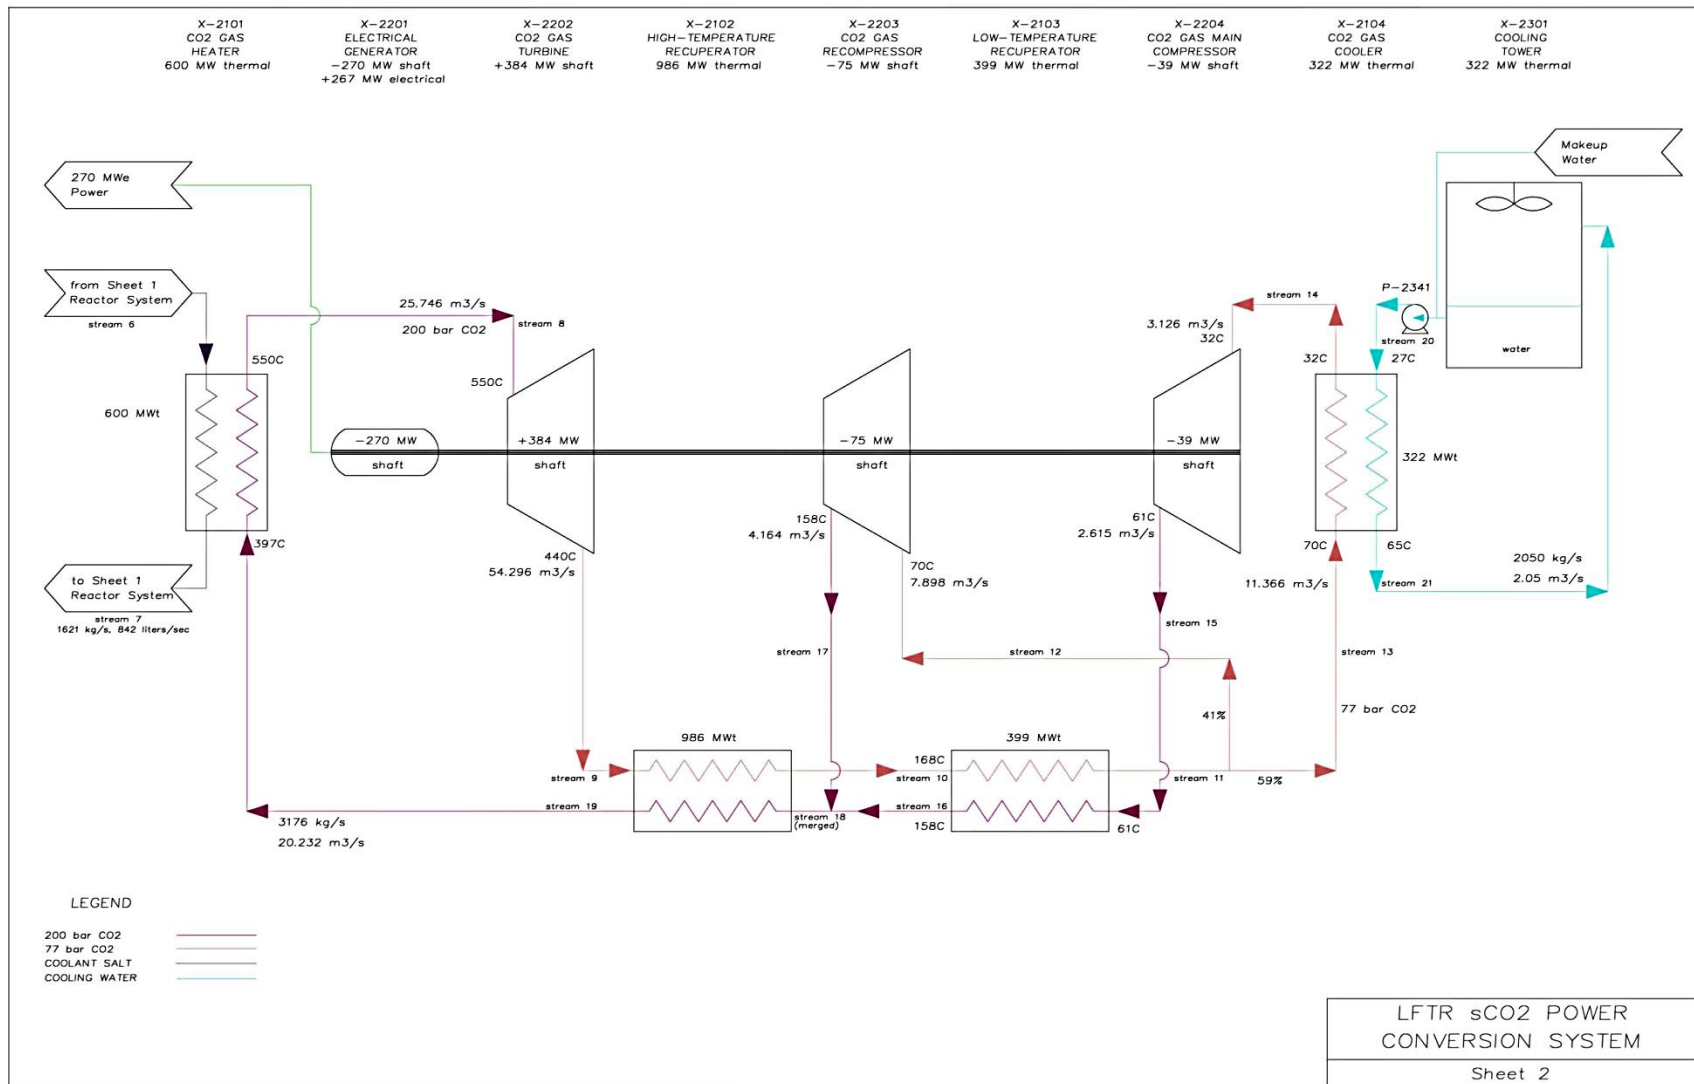 X-2101
CO2 GAS
HEATER
600 MW thermal
X-2201
ELECTRICAL
GENERATOR
-270 MW shaft
+267 MW electrical
X-2202
CO2 GAS
TURBINE
+384 MW shaft
X-2102
HIGH-TEMPERATURE
RECUPERATOR
986 MW thermal
X-2203
CO2 GAS
RECOMPRESSOR
-75 MW shaft
X-2103
LOW-TEMPERATURE
RECUPERATOR
399 MW thermal
X-2204
CO2 GAS MAIN
COMPRESSOR
-39 MW shaft
X-2104
CO2 GAS
COOLER
322 MW thermal
X-2301
COOLING
TOWER
322 MW thermal
270 MWe
Power
Makeup
Water
from Sheet 1
Reactor System
stream 6
25.746 m3/s
200 bar CO2
stream 8
550C
550C
600 MWt
397C
to Sheet 1
Reactor System
stream 7
1621 kg/s, 842 liters/sec
-270 MW
shaft
+384 MW
shaft
-75 MW
shaft
-39 MW
shaft
440C
54.296 m3/s
158C
4.164 m3/s
70C
7.898 m3/s
61C
2.615 m3/s
stream 14
3.126 m3/s
32C
P-2341
stream 20
water
32C
27C
322 MWt
70C
65C
11.366 m3/s
stream 21
2050 kg/s
2.05 m3/s
stream 15
stream 17
stream 12
stream 13
41%
77 bar CO2
986 MWt
399 MWt
stream 9
168C
stream 10
stream 11
59%
stream 19
stream 18
(merged)
stream 16
158C
61C
3176 kg/s
20.232 m3/s
LEGEND
200 bar CO2
77 bar CO2
COOLANT SALT
COOLING WATER
LFTR sCO2 POWER
CONVERSION SYSTEM
Sheet 2